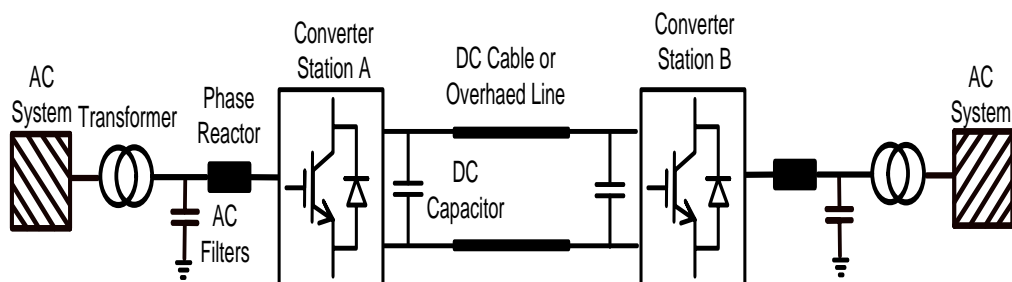 AC
System
Transformer
Phase
Reactor
AC
Filters
Converter
Station A
DC Cable or
Overhaed Line
DC
Capacitor
Converter
Station B
AC
System